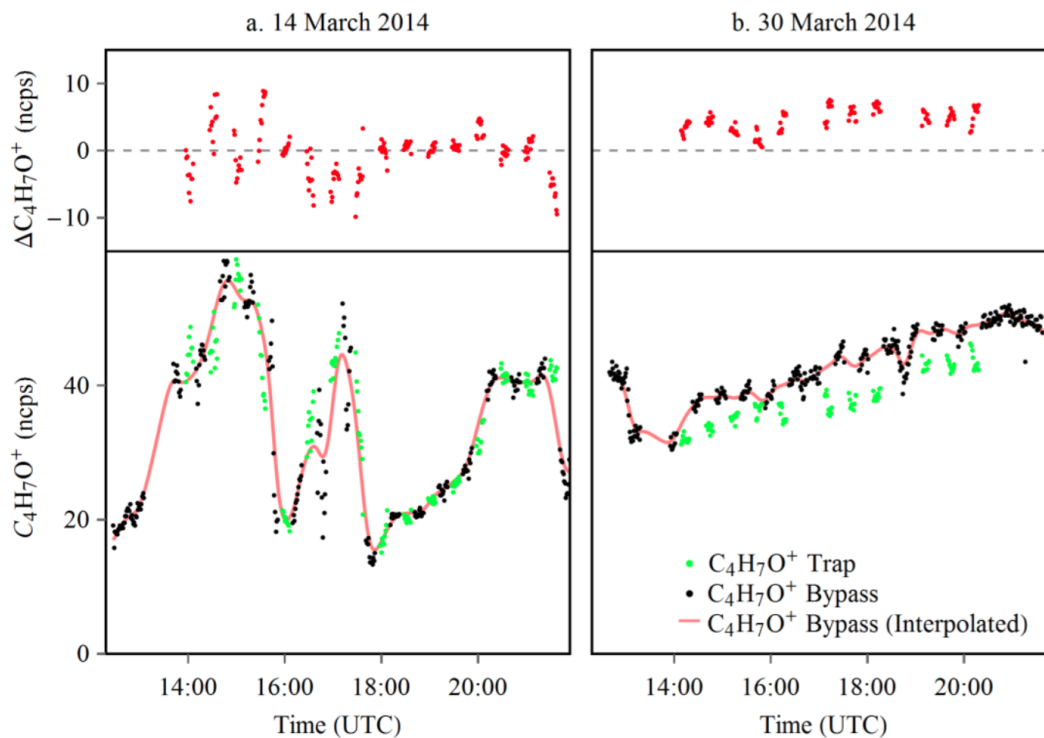 a. 14 March 2014
b. 30 March 2014
ΔC₄H₇O⁺ (ncps)
10
0
−10
C₄H₇O⁺ (ncps)
40
20
0
C₄H₇O⁺ Trap
C₄H₇O⁺ Bypass
C₄H₇O⁺ Bypass (Interpolated)
14:00 16:00 18:00 20:00
14:00 16:00 18:00 20:00
Time (UTC)
Time (UTC)